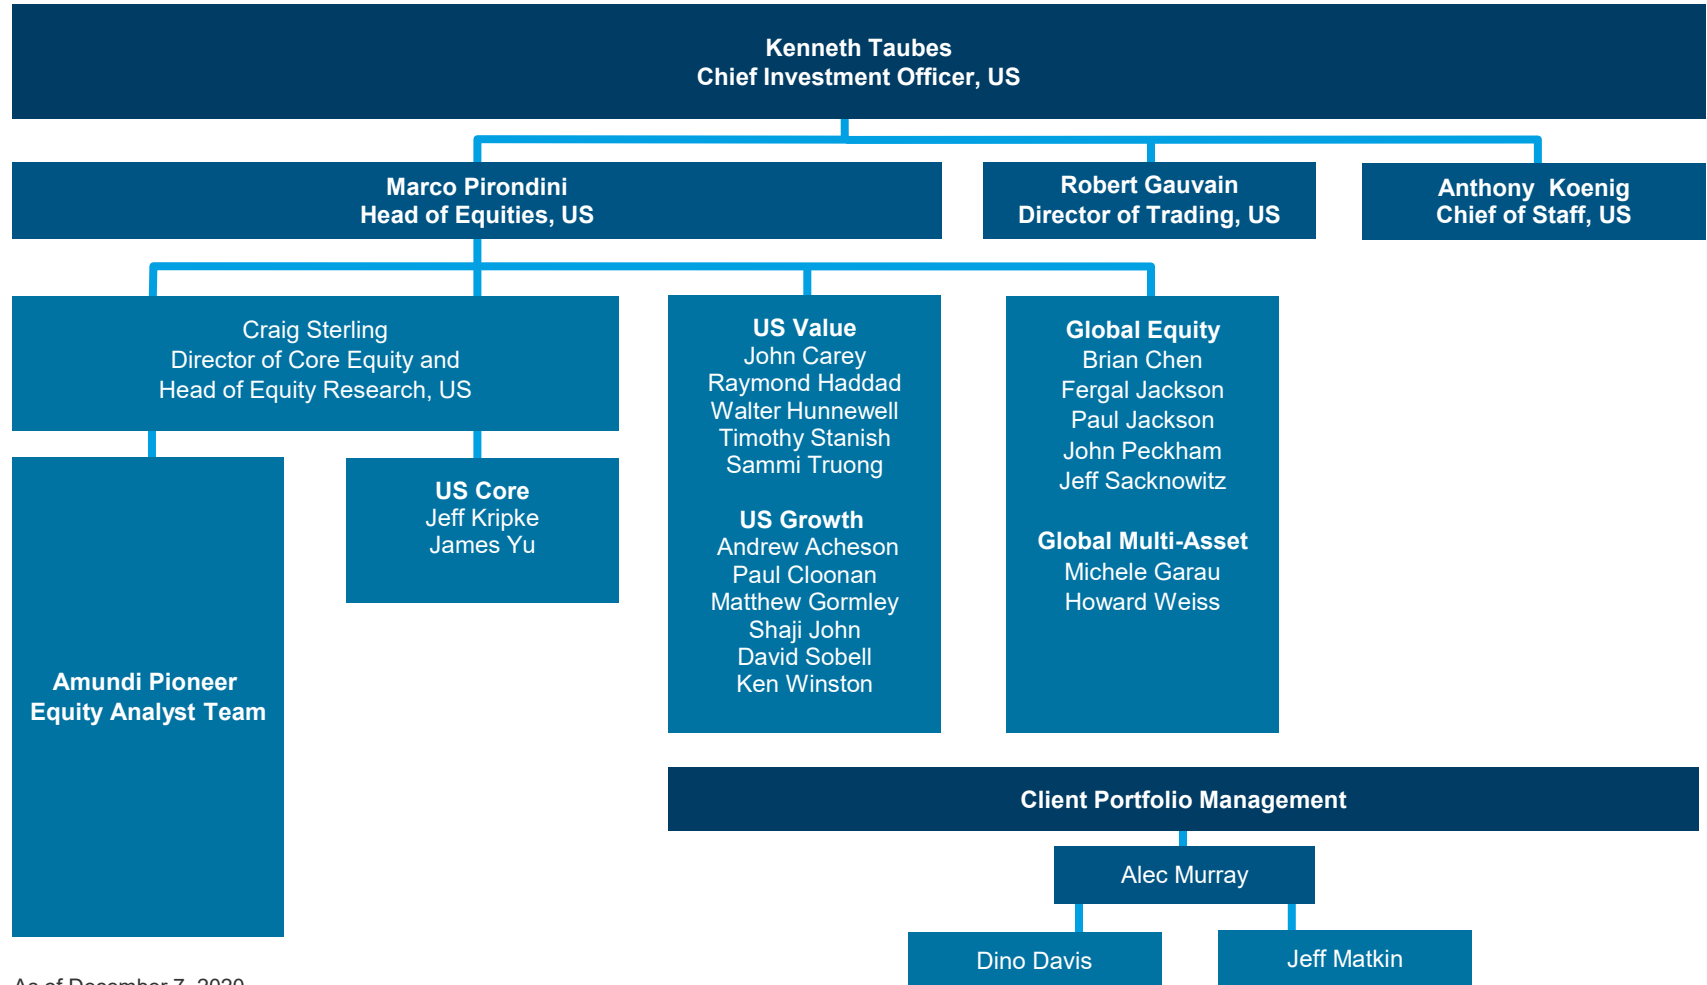 Kenneth Taubes
Chief Investment Officer, US
Marco Pirondini
Head of Equities, US
Robert Gauvain
Director of Trading, US
Anthony Koenig
Chief of Staff, US
Craig Sterling
Director of Core Equity and
Head of Equity Research, US
US Value
John Carey
Raymond Haddad
Walter Hunnewell
Timothy Stanish
Sammi Truong
US Growth
Andrew Acheson
Paul Cloonan
Matthew Gormley
Shaji John
David Sobell
Ken Winston
Global Equity
Brian Chen
Fergal Jackson
Paul Jackson
John Peckham
Jeff Sacknowitz
Global Multi-Asset
Michele Garau
Howard Weiss
Amundi Pioneer
Equity Analyst Team
US Core
Jeff Kripke
James Yu
Client Portfolio Management
Alec Murray
Dino Davis
Jeff Matkin
As of December 7, 2020